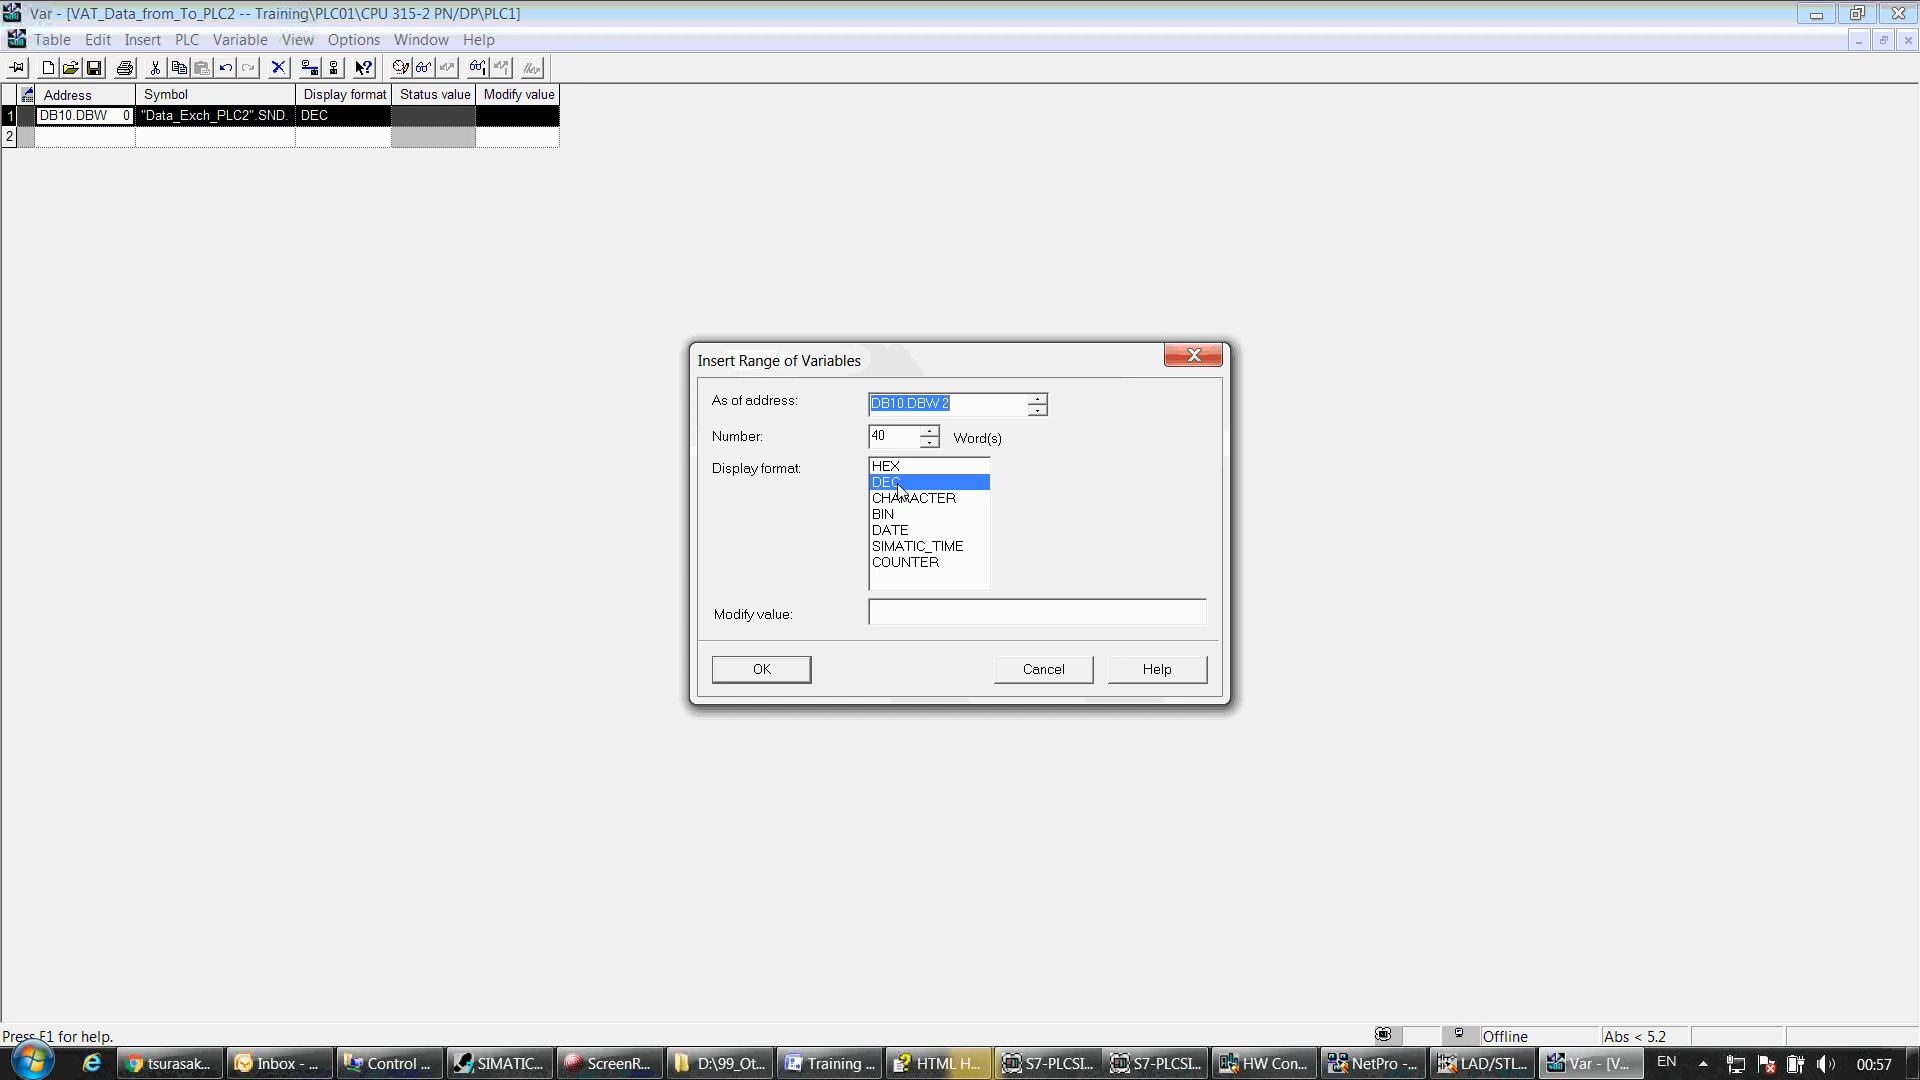 Var - [VAT_Data_from_To_PLC2 -- Training\PLC01\CPU 315-2 PN/DP\PLC1]
Table Edit Insert PLC Variable View Options Window Help
Address Symbol Display format Status value Modify value
1 DB10.DBW 0 "Data_Exch_PLC2".SND. DEC
2
Insert Range of Variables
As of address: DB10.DBW 2
Number: 40 Word(s)
Display format: HEX
DEC
CHARACTER
BIN
DATE
SIMATIC_TIME
COUNTER
Modify value:
OK Cancel Help
Press F1 for help. Offline Abs < 5.2
tsurasak... Inbox - ... Control ... SIMATIC... ScreenR... D:\99_Ot... Training ... HTML H... S7-PLCSI... S7-PLCSI... HW Con... NetPro -... LAD/STL... Var - [V... EN 00:57